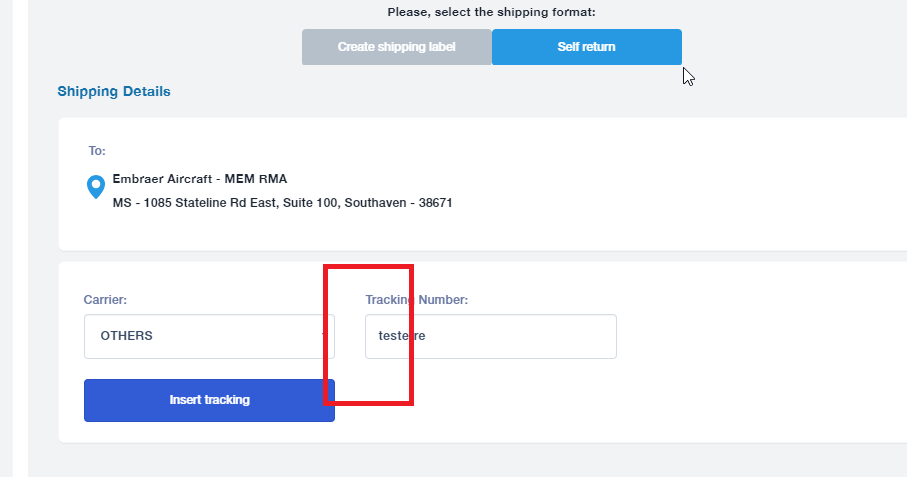 Please, select the shipping format:
Create shipping label
Self return
Shipping Details
To:
Embraer Aircraft - MEM RMA
MS - 1085 Stateline Rd East, Suite 100, Southaven - 38671
Carrier:
Tracking Number:
OTHERS
Insert tracking